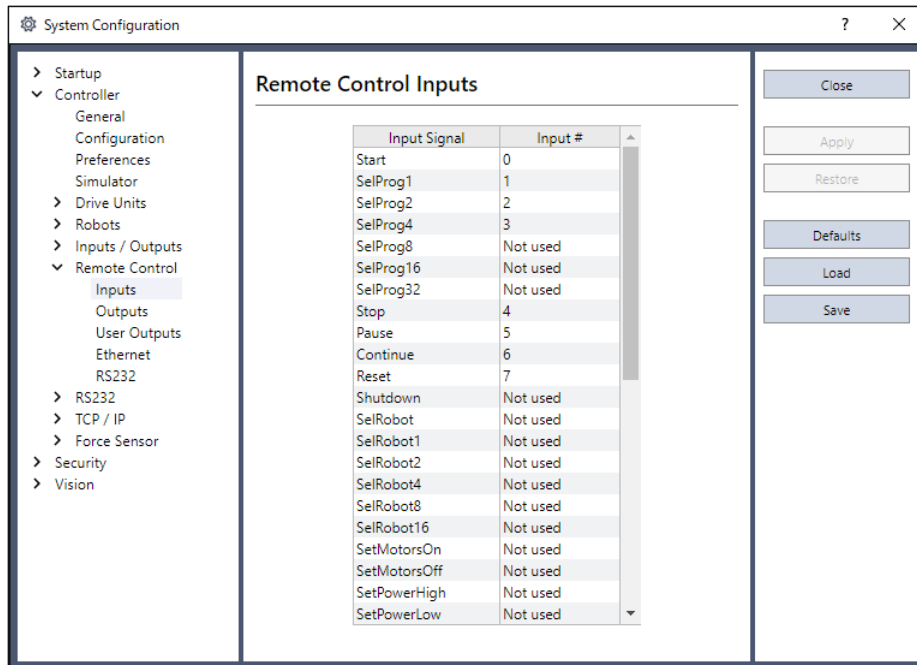 System Configuration
?
Startup
Controller
General
Configuration
Preferences
Simulator
Drive Units
Robots
Inputs / Outputs
Remote Control
Inputs
Outputs
User Outputs
Ethernet
RS232
RS232
TCP / IP
Force Sensor
Security
Vision
Remote Control Inputs
Input Signal Input #
Start 0
SelProg1 1
SelProg2 2
SelProg4 3
SelProg8 Not used
SelProg16 Not used
SelProg32 Not used
Stop 4
Pause 5
Continue 6
Reset 7
Shutdown Not used
SelRobot Not used
SelRobot1 Not used
SelRobot2 Not used
SelRobot4 Not used
SelRobot8 Not used
SelRobot16 Not used
SetMotorsOn Not used
SetMotorsOff Not used
SetPowerHigh Not used
SetPowerLow Not used
Close
Apply
Restore
Defaults
Load
Save